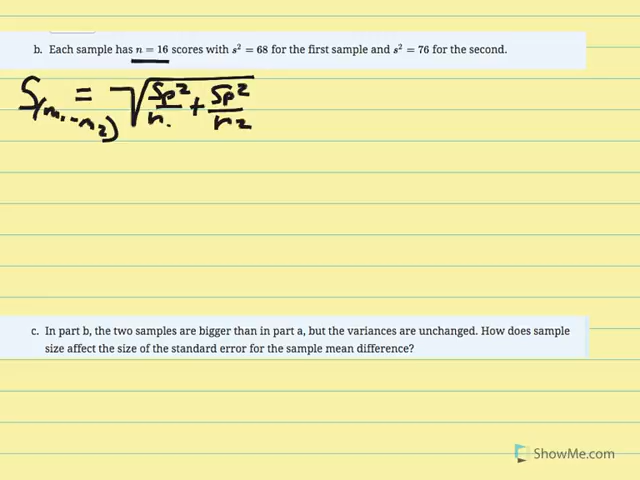 b. Each sample has n = 16 scores with s² = 68 for the first sample and s² = 76 for the second.
S(m₁-m₂) = √ Sp²/n₁ + Sp²/n₂
c. In part b, the two samples are bigger than in part a, but the variances are unchanged. How does sample
size affect the size of the standard error for the sample mean difference?
ShowMe.com